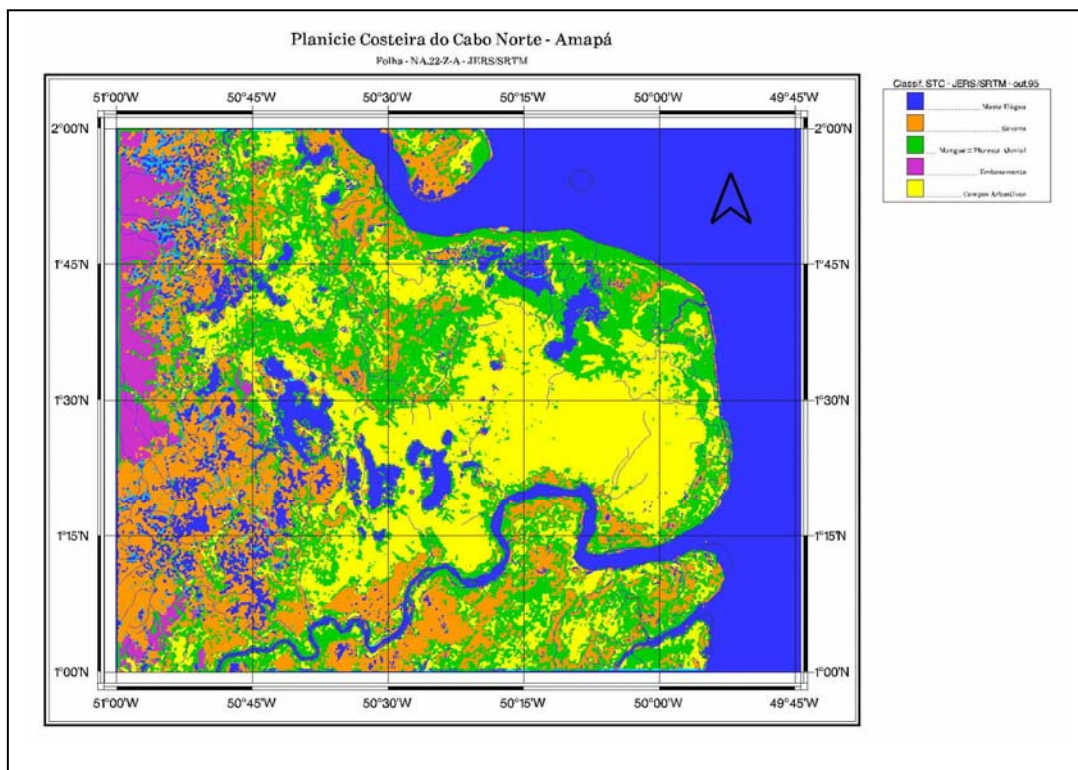 Planicie Costeira do Cabo Norte - Amapá
Folha - NA.22-Z-A - JERS/SRTM
51°00'W 50°45'W 50°30'W 50°15'W 50°00'W 49°45'W
2°00'N 2°00'N
1°45'N 1°45'N
1°30'N 1°30'N
1°15'N 1°15'N
1°00'N 1°00'N
51°00'W 50°45'W 50°30'W 50°15'W 50°00'W 49°45'W
Classif. STC - JERS/SRTM - out.95
Savana
Embasamento
Campos Arbustivos